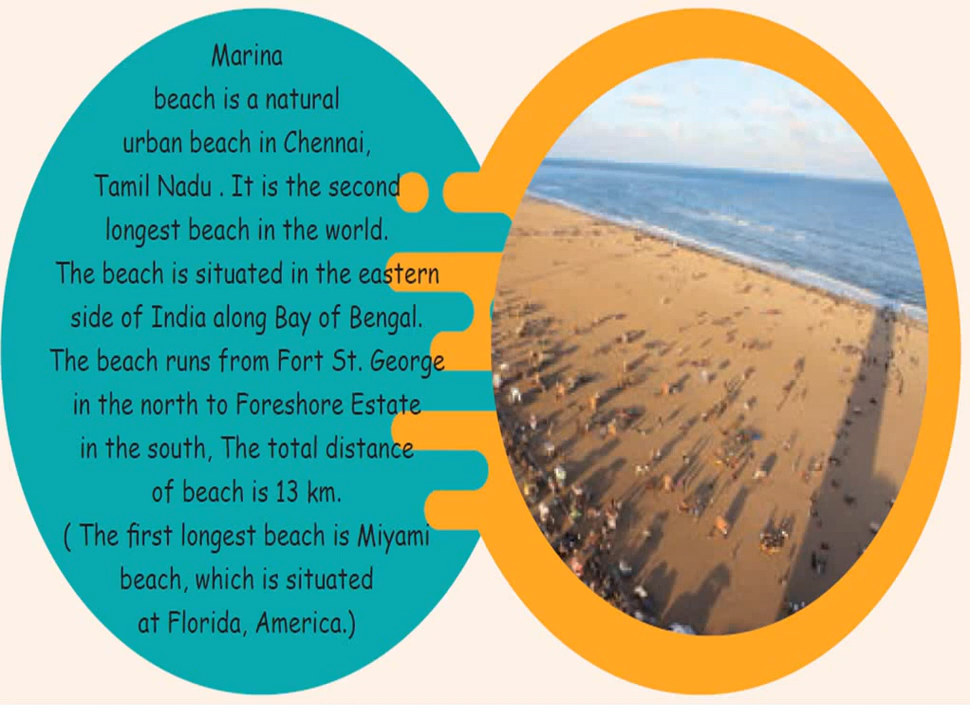 Marina
beach is a natural
urban beach in Chennai,
Tamil Nadu . It is the second
longest beach in the world.
The beach is situated in the eastern
side of India along Bay of Bengal.
The beach runs from Fort St. George
in the north to Foreshore Estate
in the south, The total distance
of beach is 13 km.
( The first longest beach is Miyami
beach, which is situated
at Florida, America.)